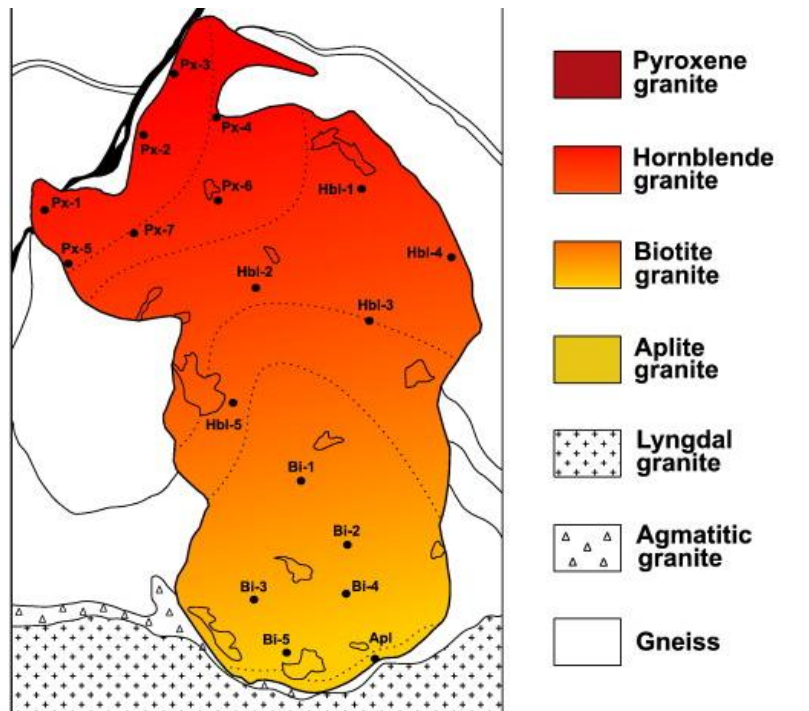 Px-3
Px-4
Px-2
Px-6
Px-1
Hbl-1
Px-7
Px-5
Hbl-4
Hbl-2
Hbl-3
Hbl-5
Bi-1
Bi-2
Bi-3
Bi-4
Bi-5
Apl
Pyroxene
granite
Hornblende
granite
Biotite
granite
Aplite
granite
Lyngdal
granite
Agmatitic
granite
Gneiss